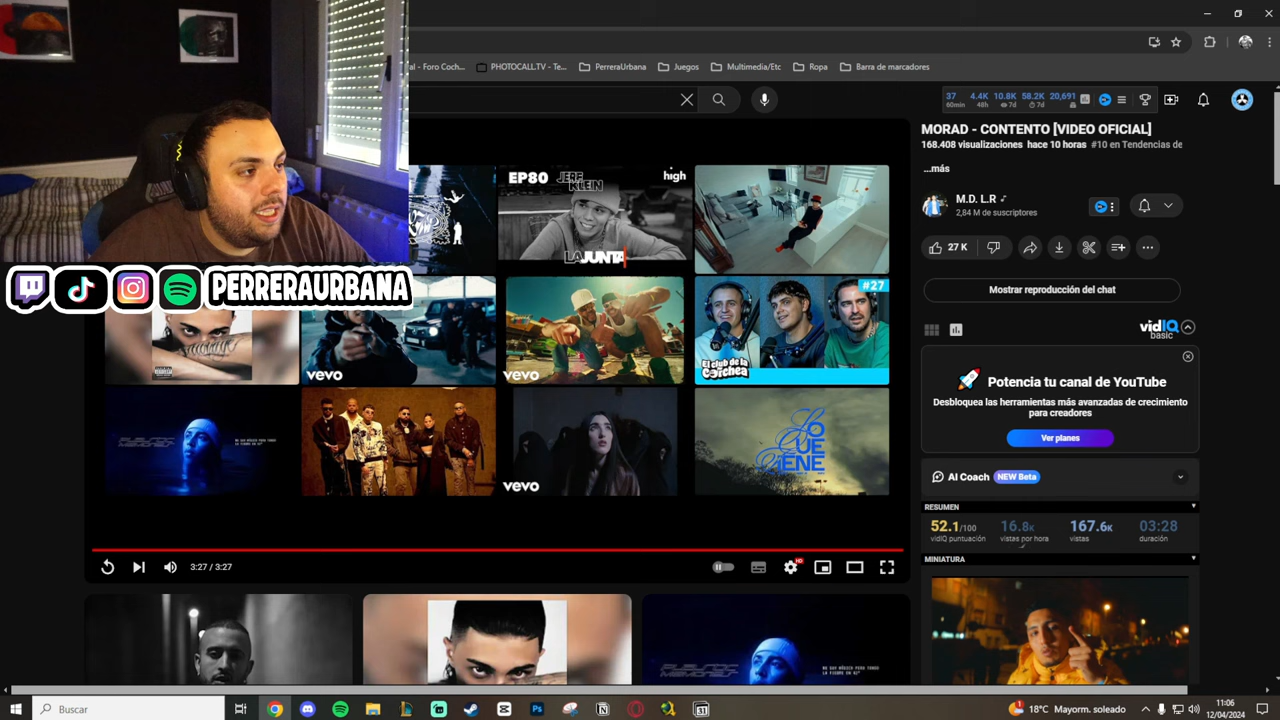 al - Foro Coch...
PHOTOCALL.TV - Te...
PerreraUrbana
Juegos
Multimedia/Etc
Ropa
Barra de marcadores
37 4.4K 10.8K 58.2K 20,691
60min 48h 7d 7d
MORAD - CONTENTO [VIDEO OFICIAL]
168.408 visualizaciones hace 10 horas #10 en Tendencias de
...más
M.D. L.R
2,84 M de suscriptores
27 K
Mostrar reproducción del chat
vidIQ
basic
Potencia tu canal de YouTube
Desbloquea las herramientas más avanzadas de crecimiento
para creadores
Ver planes
AI Coach NEW Beta
RESUMEN
52.1/100 16.8K 167.6K 03:28
vidIQ puntuación vistas por hora vistas duración
MINIATURA
PERRERAURBANA
EP80 JERE KLEIN high
LA JUNTA
#27
El club de la Corchea
vevo
vevo
vevo
LO
QUE
VIENE
HD
3:27 / 3:27
Buscar
18°C Mayorm. soleado
11:06
12/04/2024